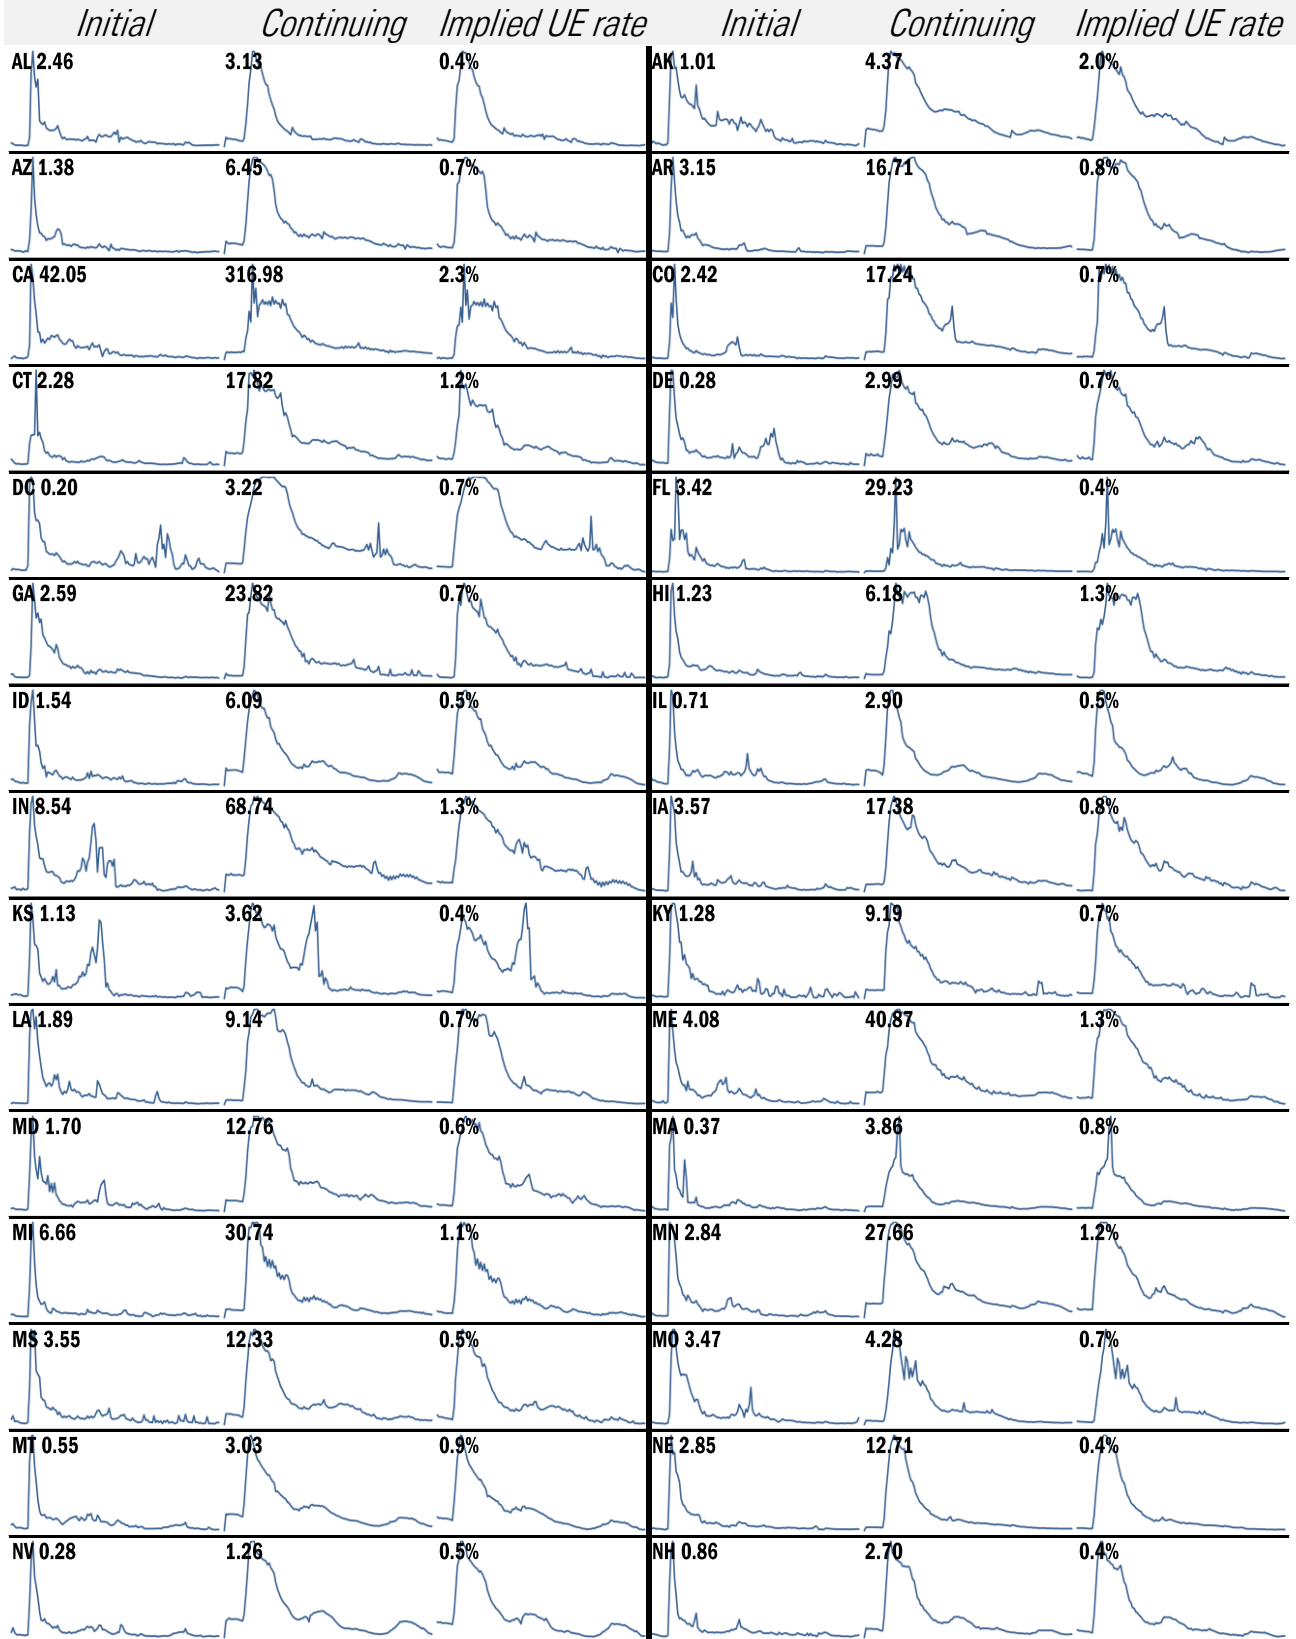 Initial Continuing Implied UE rate Initial Continuing Implied UE rate
AL 2.46 3.13 0.4% AK 1.01 4.37 2.0%
AZ 1.38 6.45 0.7% AR 3.15 16.71 0.8%
CA 42.05 316.98 2.3% CO 2.42 17.24 0.7%
CT 2.28 17.82 1.2% DE 0.28 2.99 0.7%
DC 0.20 3.22 0.7% FL 3.42 29.23 0.4%
GA 2.59 23.82 0.7% HI 1.23 6.18 1.3%
ID 1.54 6.09 0.5% IL 0.71 2.90 0.5%
IN 8.54 68.74 1.3% IA 3.57 17.38 0.8%
KS 1.13 3.62 0.4% KY 1.28 9.19 0.7%
LA 1.89 9.14 0.7% ME 4.08 40.87 1.3%
MD 1.70 12.76 0.6% MA 0.37 3.86 0.8%
MI 6.66 30.74 1.1% MN 2.84 27.66 1.2%
MS 3.55 12.33 0.5% MO 3.47 4.28 0.7%
MT 0.55 3.03 0.9% NE 2.85 12.71 0.4%
NV 0.28 1.26 0.5% NH 0.86 2.70 0.4%